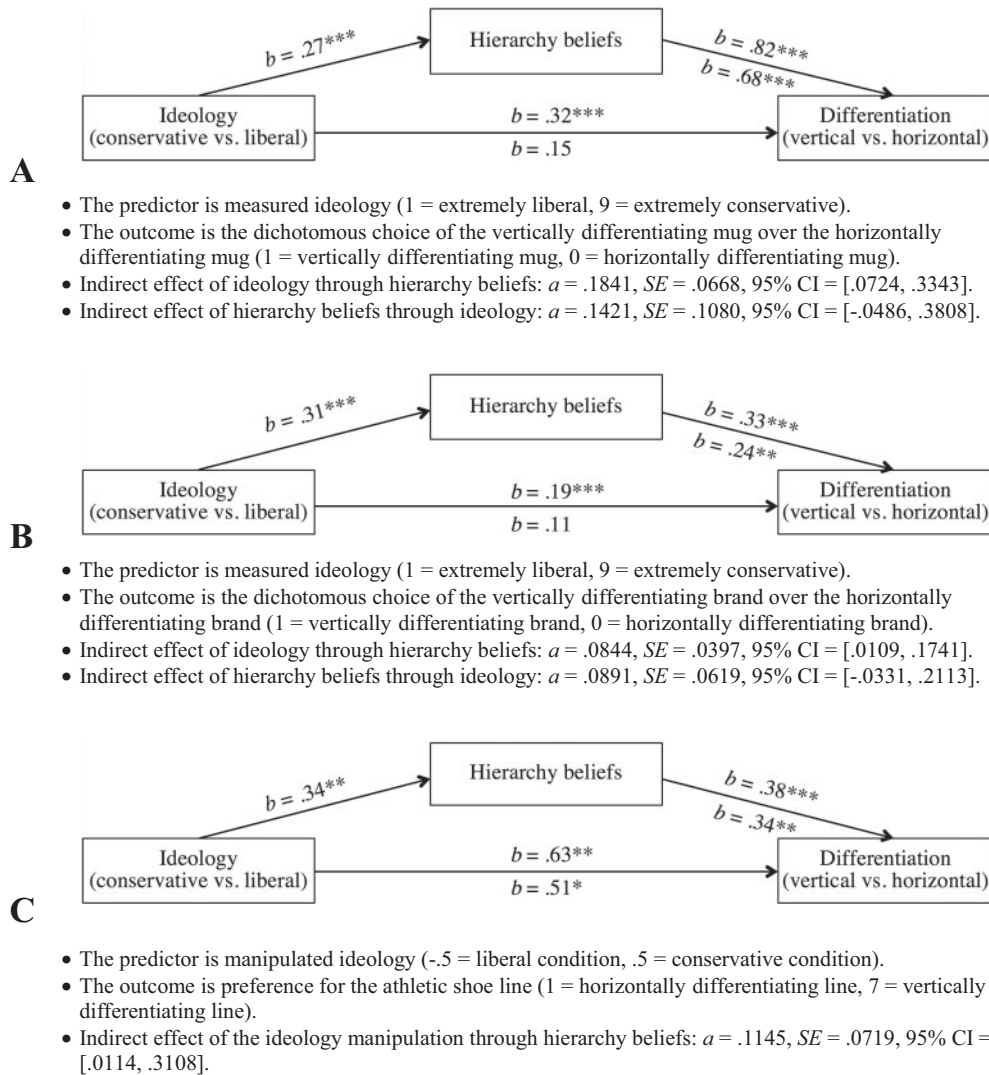 b = .27***
Hierarchy beliefs
b = .82***
b = .68***
Ideology
(conservative vs. liberal)
b = .32***
b = .15
Differentiation
(vertical vs. horizontal)
A
• The predictor is measured ideology (1 = extremely liberal, 9 = extremely conservative).
• The outcome is the dichotomous choice of the vertically differentiating mug over the horizontally
differentiating mug (1 = vertically differentiating mug, 0 = horizontally differentiating mug).
• Indirect effect of ideology through hierarchy beliefs: a = .1841, SE = .0668, 95% CI = [.0724, .3343].
• Indirect effect of hierarchy beliefs through ideology: a = .1421, SE = .1080, 95% CI = [-.0486, .3808].
b = .31***
Hierarchy beliefs
b = .33***
b = .24**
Ideology
(conservative vs. liberal)
b = .19***
b = .11
Differentiation
(vertical vs. horizontal)
B
• The predictor is measured ideology (1 = extremely liberal, 9 = extremely conservative).
• The outcome is the dichotomous choice of the vertically differentiating brand over the horizontally
differentiating brand (1 = vertically differentiating brand, 0 = horizontally differentiating brand).
• Indirect effect of ideology through hierarchy beliefs: a = .0844, SE = .0397, 95% CI = [.0109, .1741].
• Indirect effect of hierarchy beliefs through ideology: a = .0891, SE = .0619, 95% CI = [-.0331, .2113].
b = .34**
Hierarchy beliefs
b = .38***
b = .34**
Ideology
(conservative vs. liberal)
b = .63**
b = .51*
Differentiation
(vertical vs. horizontal)
C
• The predictor is manipulated ideology (-.5 = liberal condition, .5 = conservative condition).
• The outcome is preference for the athletic shoe line (1 = horizontally differentiating line, 7 = vertically
differentiating line).
• Indirect effect of the ideology manipulation through hierarchy beliefs: a = .1145, SE = .0719, 95% CI =
[.0114, .3108].